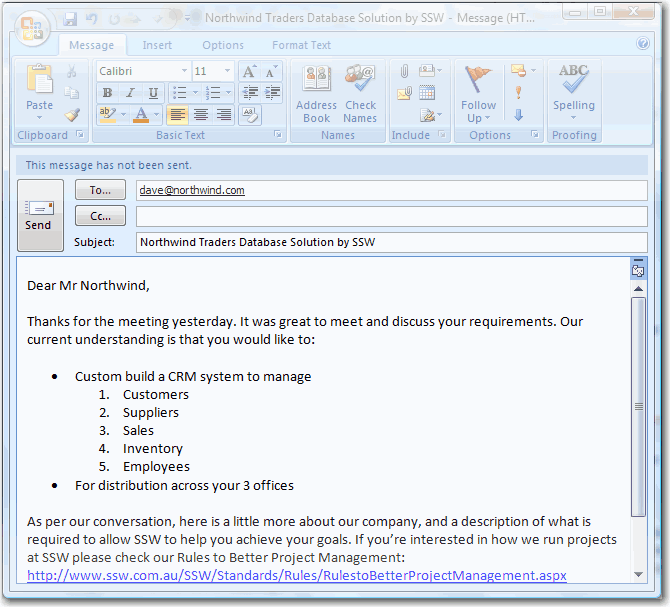 Northwind Traders Database Solution by SSW - Message (HT...
Message Insert Options Format Text
Calibri 11
Paste
B I U
Address Book
Check Names
Follow Up
ABC
Spelling
Clipboard Basic Text Names Include Options Proofing
This message has not been sent.
Send
To... dave@northwind.com
Cc...
Subject: Northwind Traders Database Solution by SSW
Dear Mr Northwind,
Thanks for the meeting yesterday. It was great to meet and discuss your requirements. Our
current understanding is that you would like to:
• Custom build a CRM system to manage
1. Customers
2. Suppliers
3. Sales
4. Inventory
5. Employees
• For distribution across your 3 offices
As per our conversation, here is a little more about our company, and a description of what is
required to allow SSW to help you achieve your goals. If you’re interested in how we run projects
at SSW please check our Rules to Better Project Management:
http://www.ssw.com.au/SSW/Standards/Rules/RulestoBetterProjectManagement.aspx